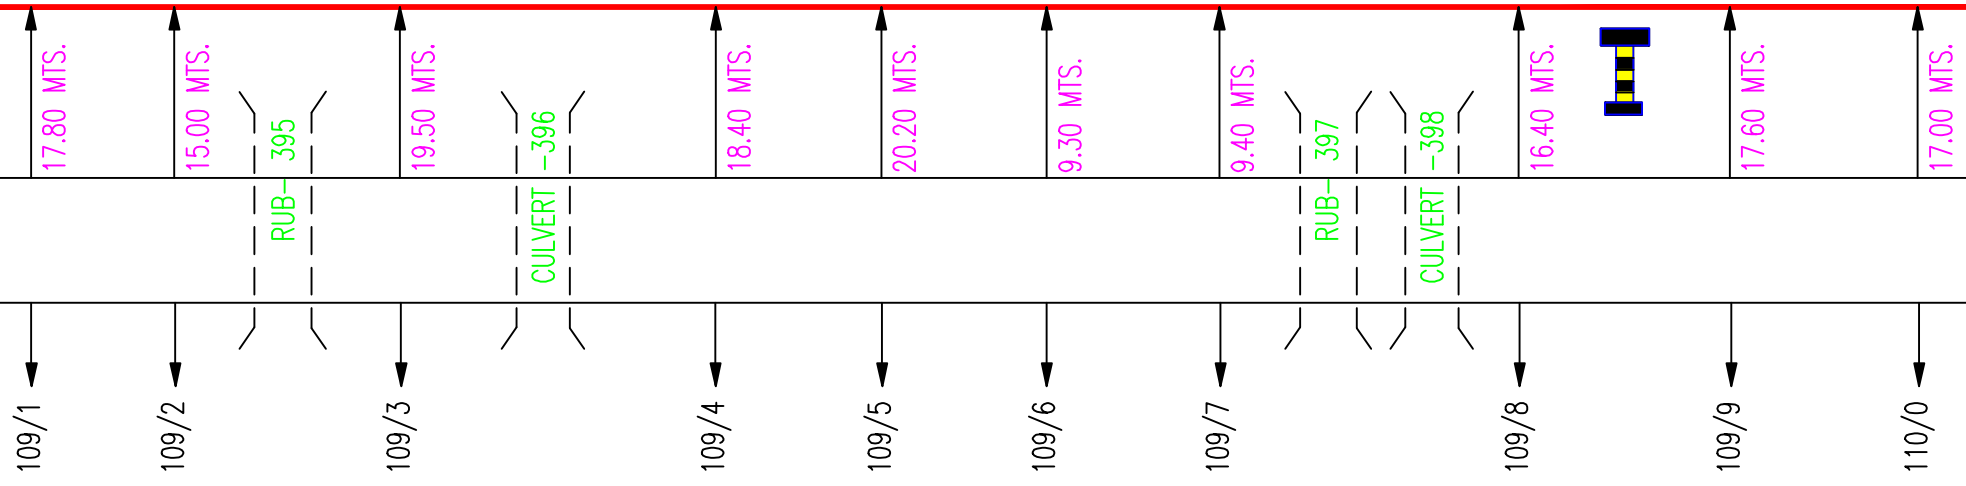 17.80 MTS.
15.00 MTS.
RUB- 395
19.50 MTS.
CULVERT -396
18.40 MTS.
20.20 MTS.
9.30 MTS.
9.40 MTS.
RUB- 397
CULVERT -398
16.40 MTS.
17.60 MTS.
17.00 MTS.
109/1
109/2
109/3
109/4
109/5
109/6
109/7
109/8
109/9
110/0